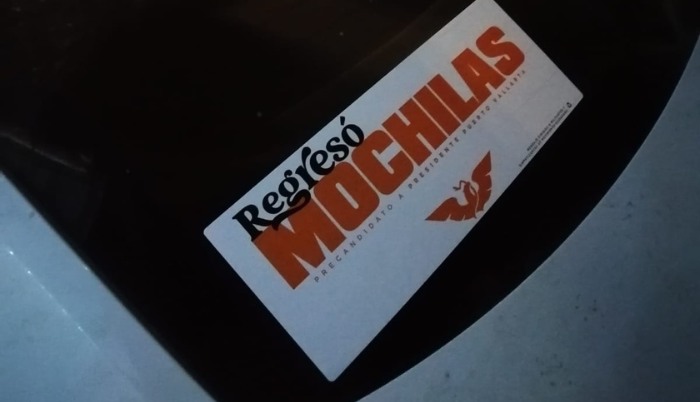 Regresó
MOCHILAS
PRECANDIDATO A PRESIDENTE PUERTO VALLARTA